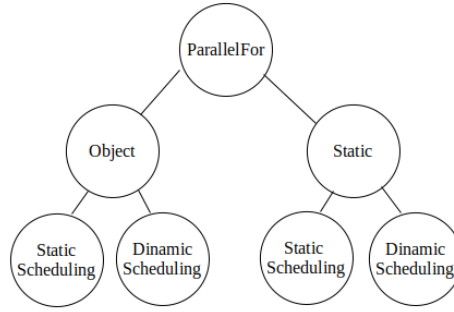 ParallelFor
Object
Static
Static
Scheduling
Dinamic
Scheduling
Static
Scheduling
Dinamic
Scheduling